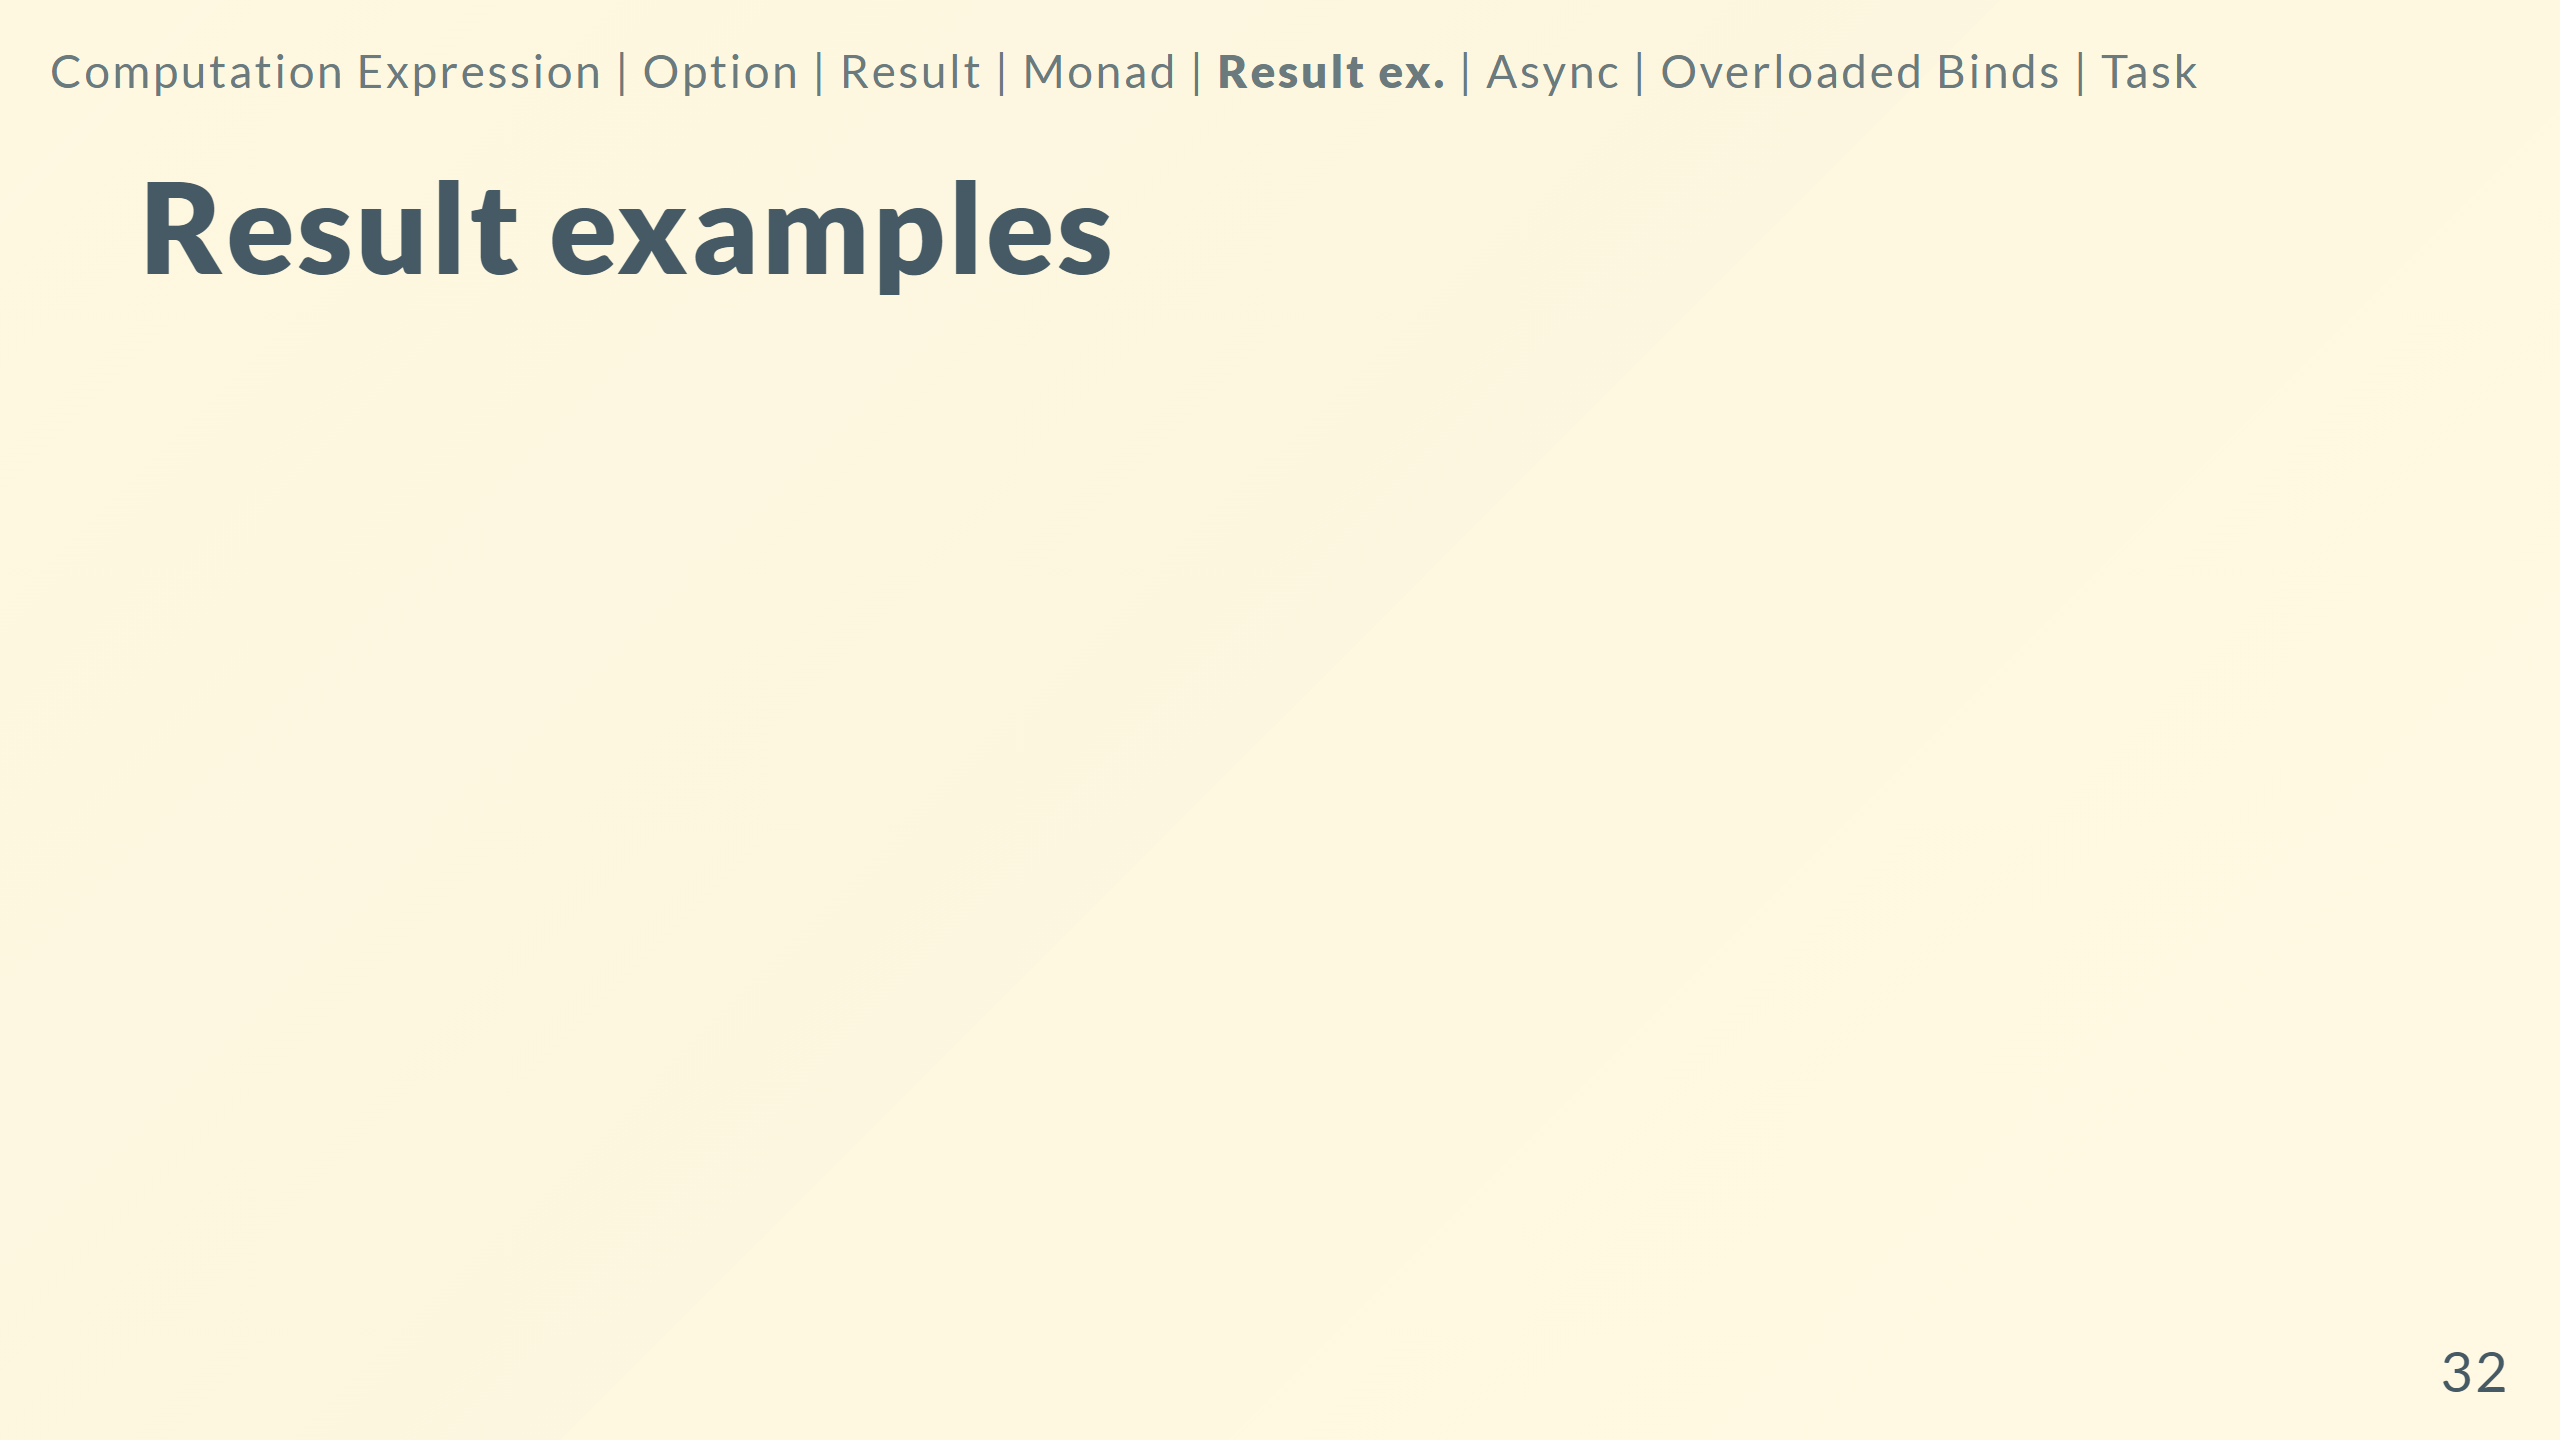 Computation Expression | Option | Result | Monad | Result ex. | Async | Overloaded Binds | Task
Result examples
32